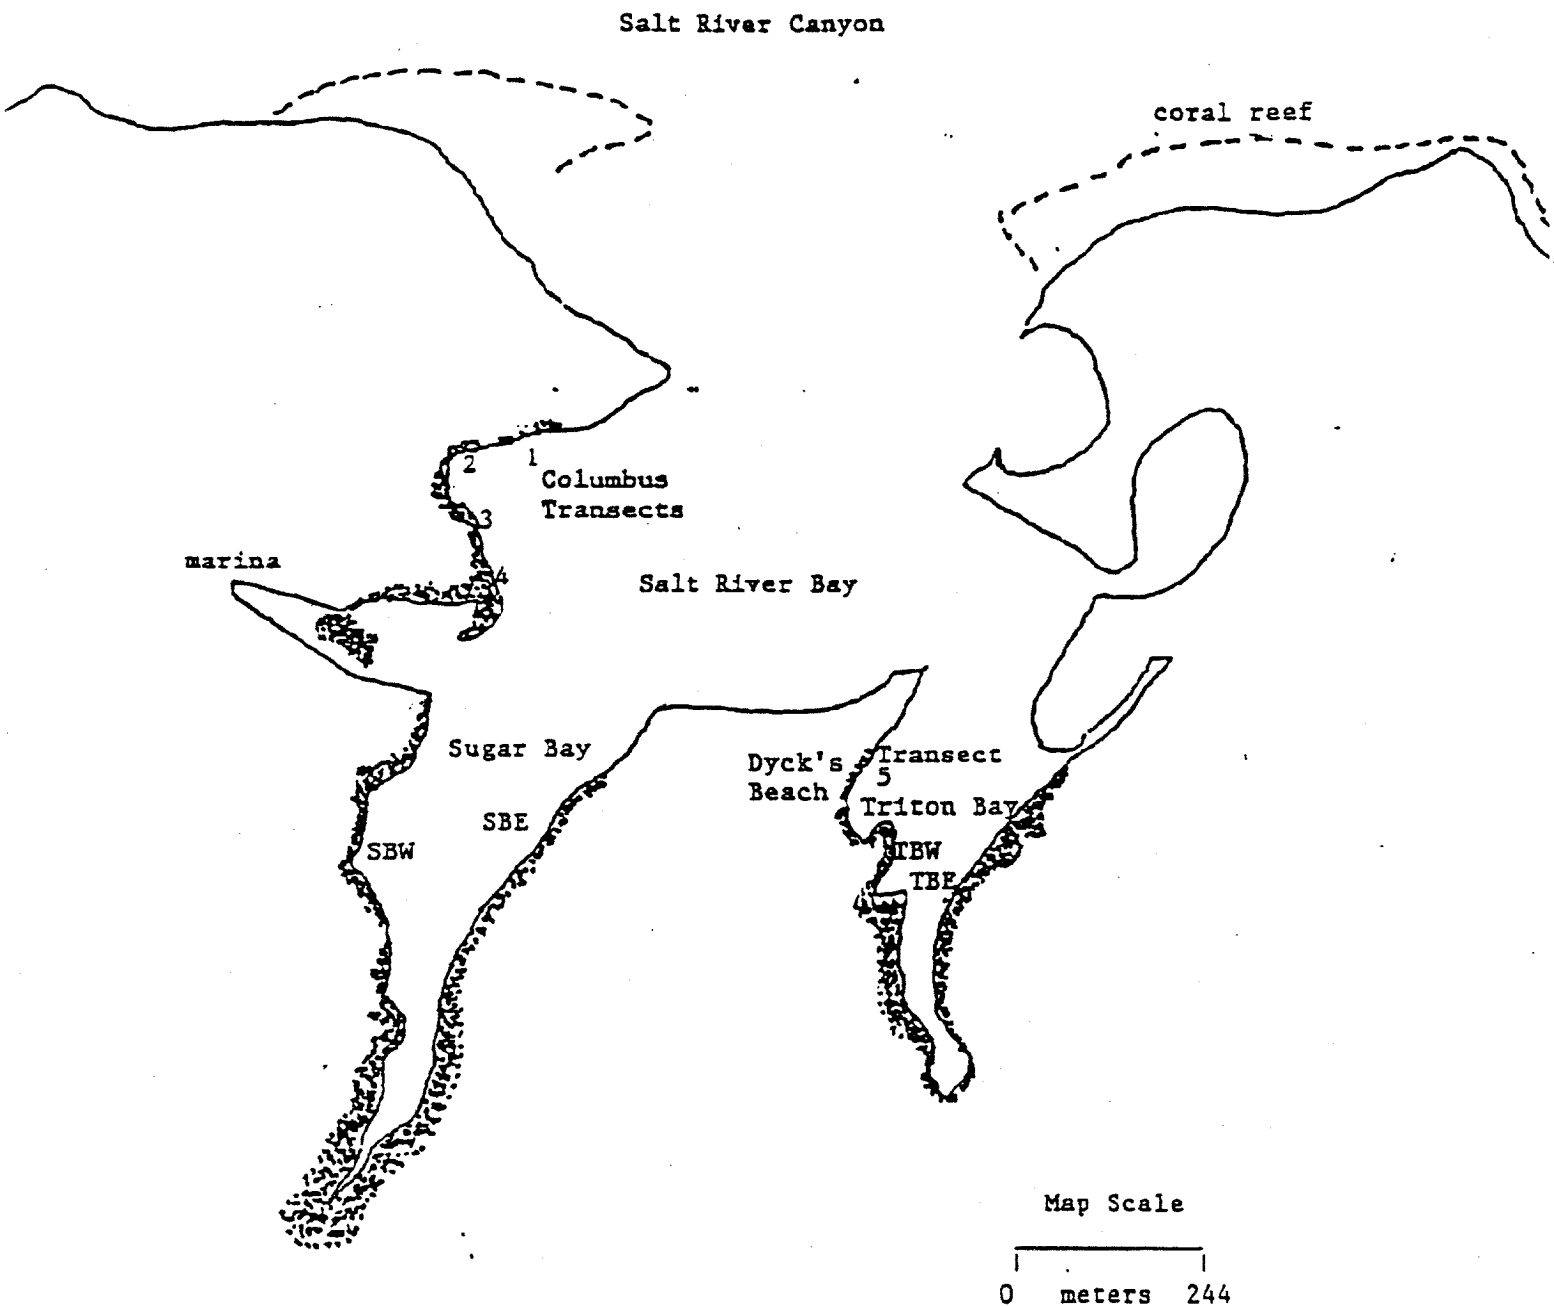 Salt River Canyon
coral reef
2
1
Columbus
Transects
3
marina
4
Salt River Bay
Sugar Bay
Dyck's
Beach
Transect
5
Triton Bay
SBE
SBW
TBW
TBE
Map Scale
0 meters 244